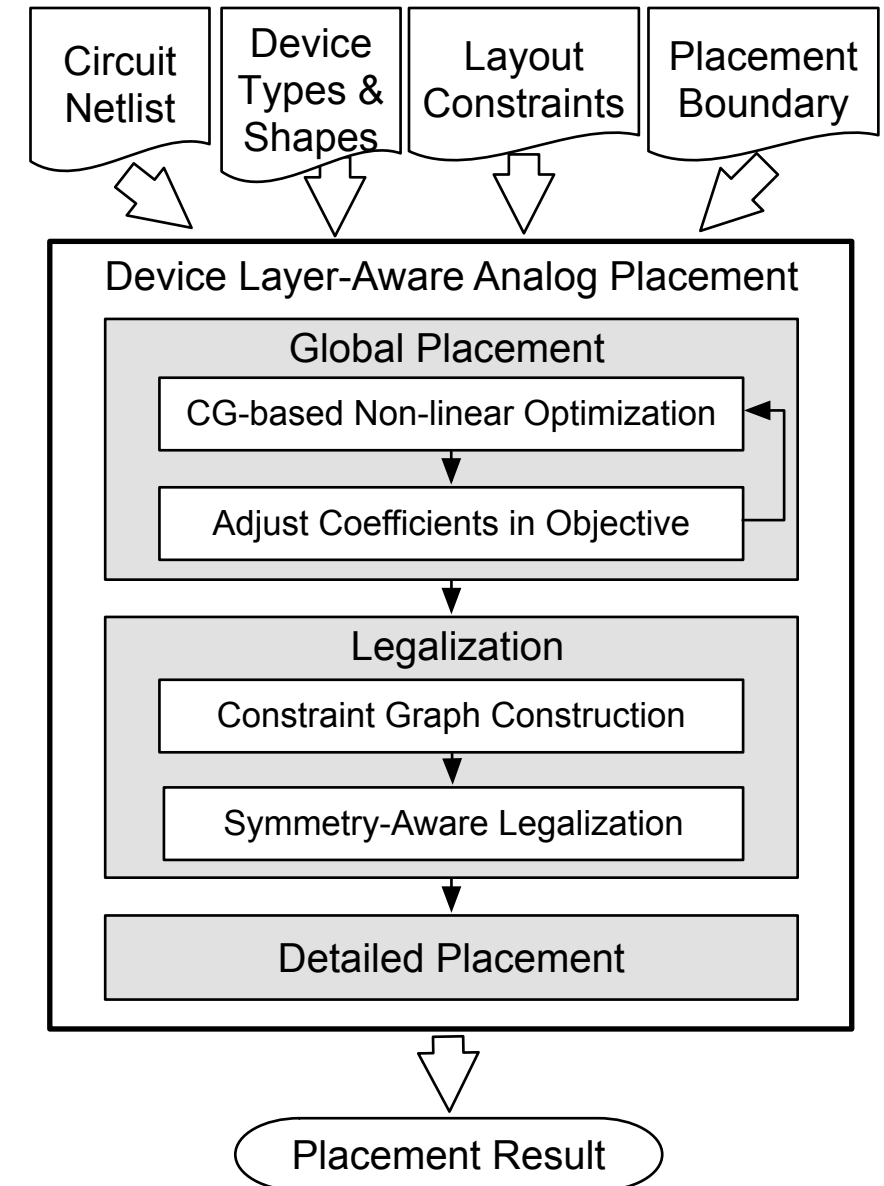 Circuit
Netlist
Device
Types &
Shapes
Layout
Constraints
Placement
Boundary
Device Layer-Aware Analog Placement
Global Placement
CG-based Non-linear Optimization
Adjust Coefficients in Objective
Legalization
Constraint Graph Construction
Symmetry-Aware Legalization
Detailed Placement
Placement Result